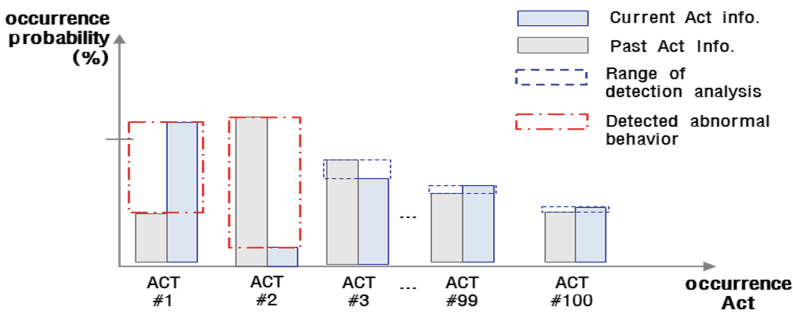 occurrence
probability
(%)
Current Act info.
Past Act Info.
Range of
detection analysis
Detected abnormal
behavior
...
ACT
#1
ACT
#2
ACT
#3
...
ACT
#99
ACT
#100
occurrence
Act